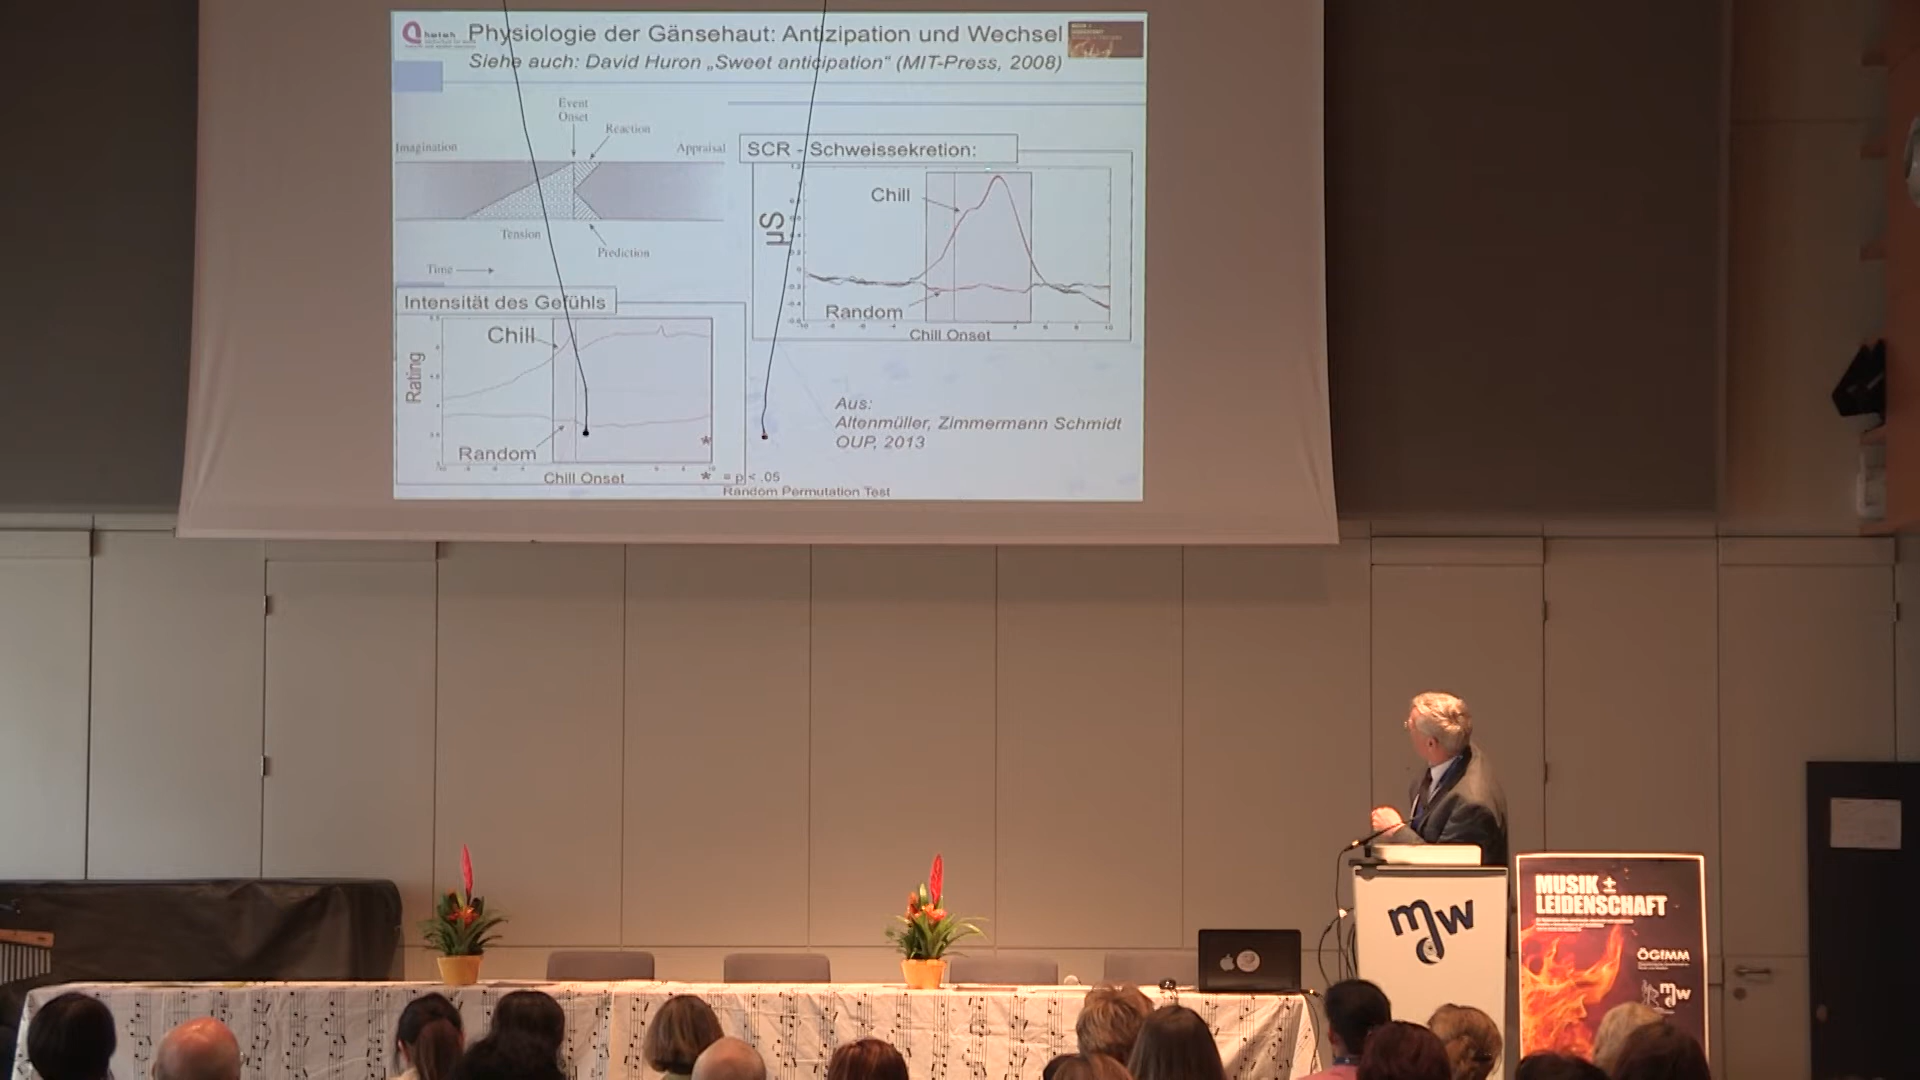 Physiologie der Gänsehaut: Antizipation und Wechsel
Siehe auch: David Huron „Sweet anticipation“ (MIT-Press, 2008)
Event
Onset
Reaction
Imagination
Appraisal
Tension
Prediction
Time
SCR - Schweissekretion:
Chill
µS
Random
Chill Onset
Intensität des Gefühls
Chill
Rating
Random
*
Chill Onset
* = p < .05
Random Permutation Test
Aus:
Altenmüller, Zimmermann Schmidt
OUP, 2013
mdw
MUSIK ±
LEIDENSCHAFT
ÖGfMM
mdw